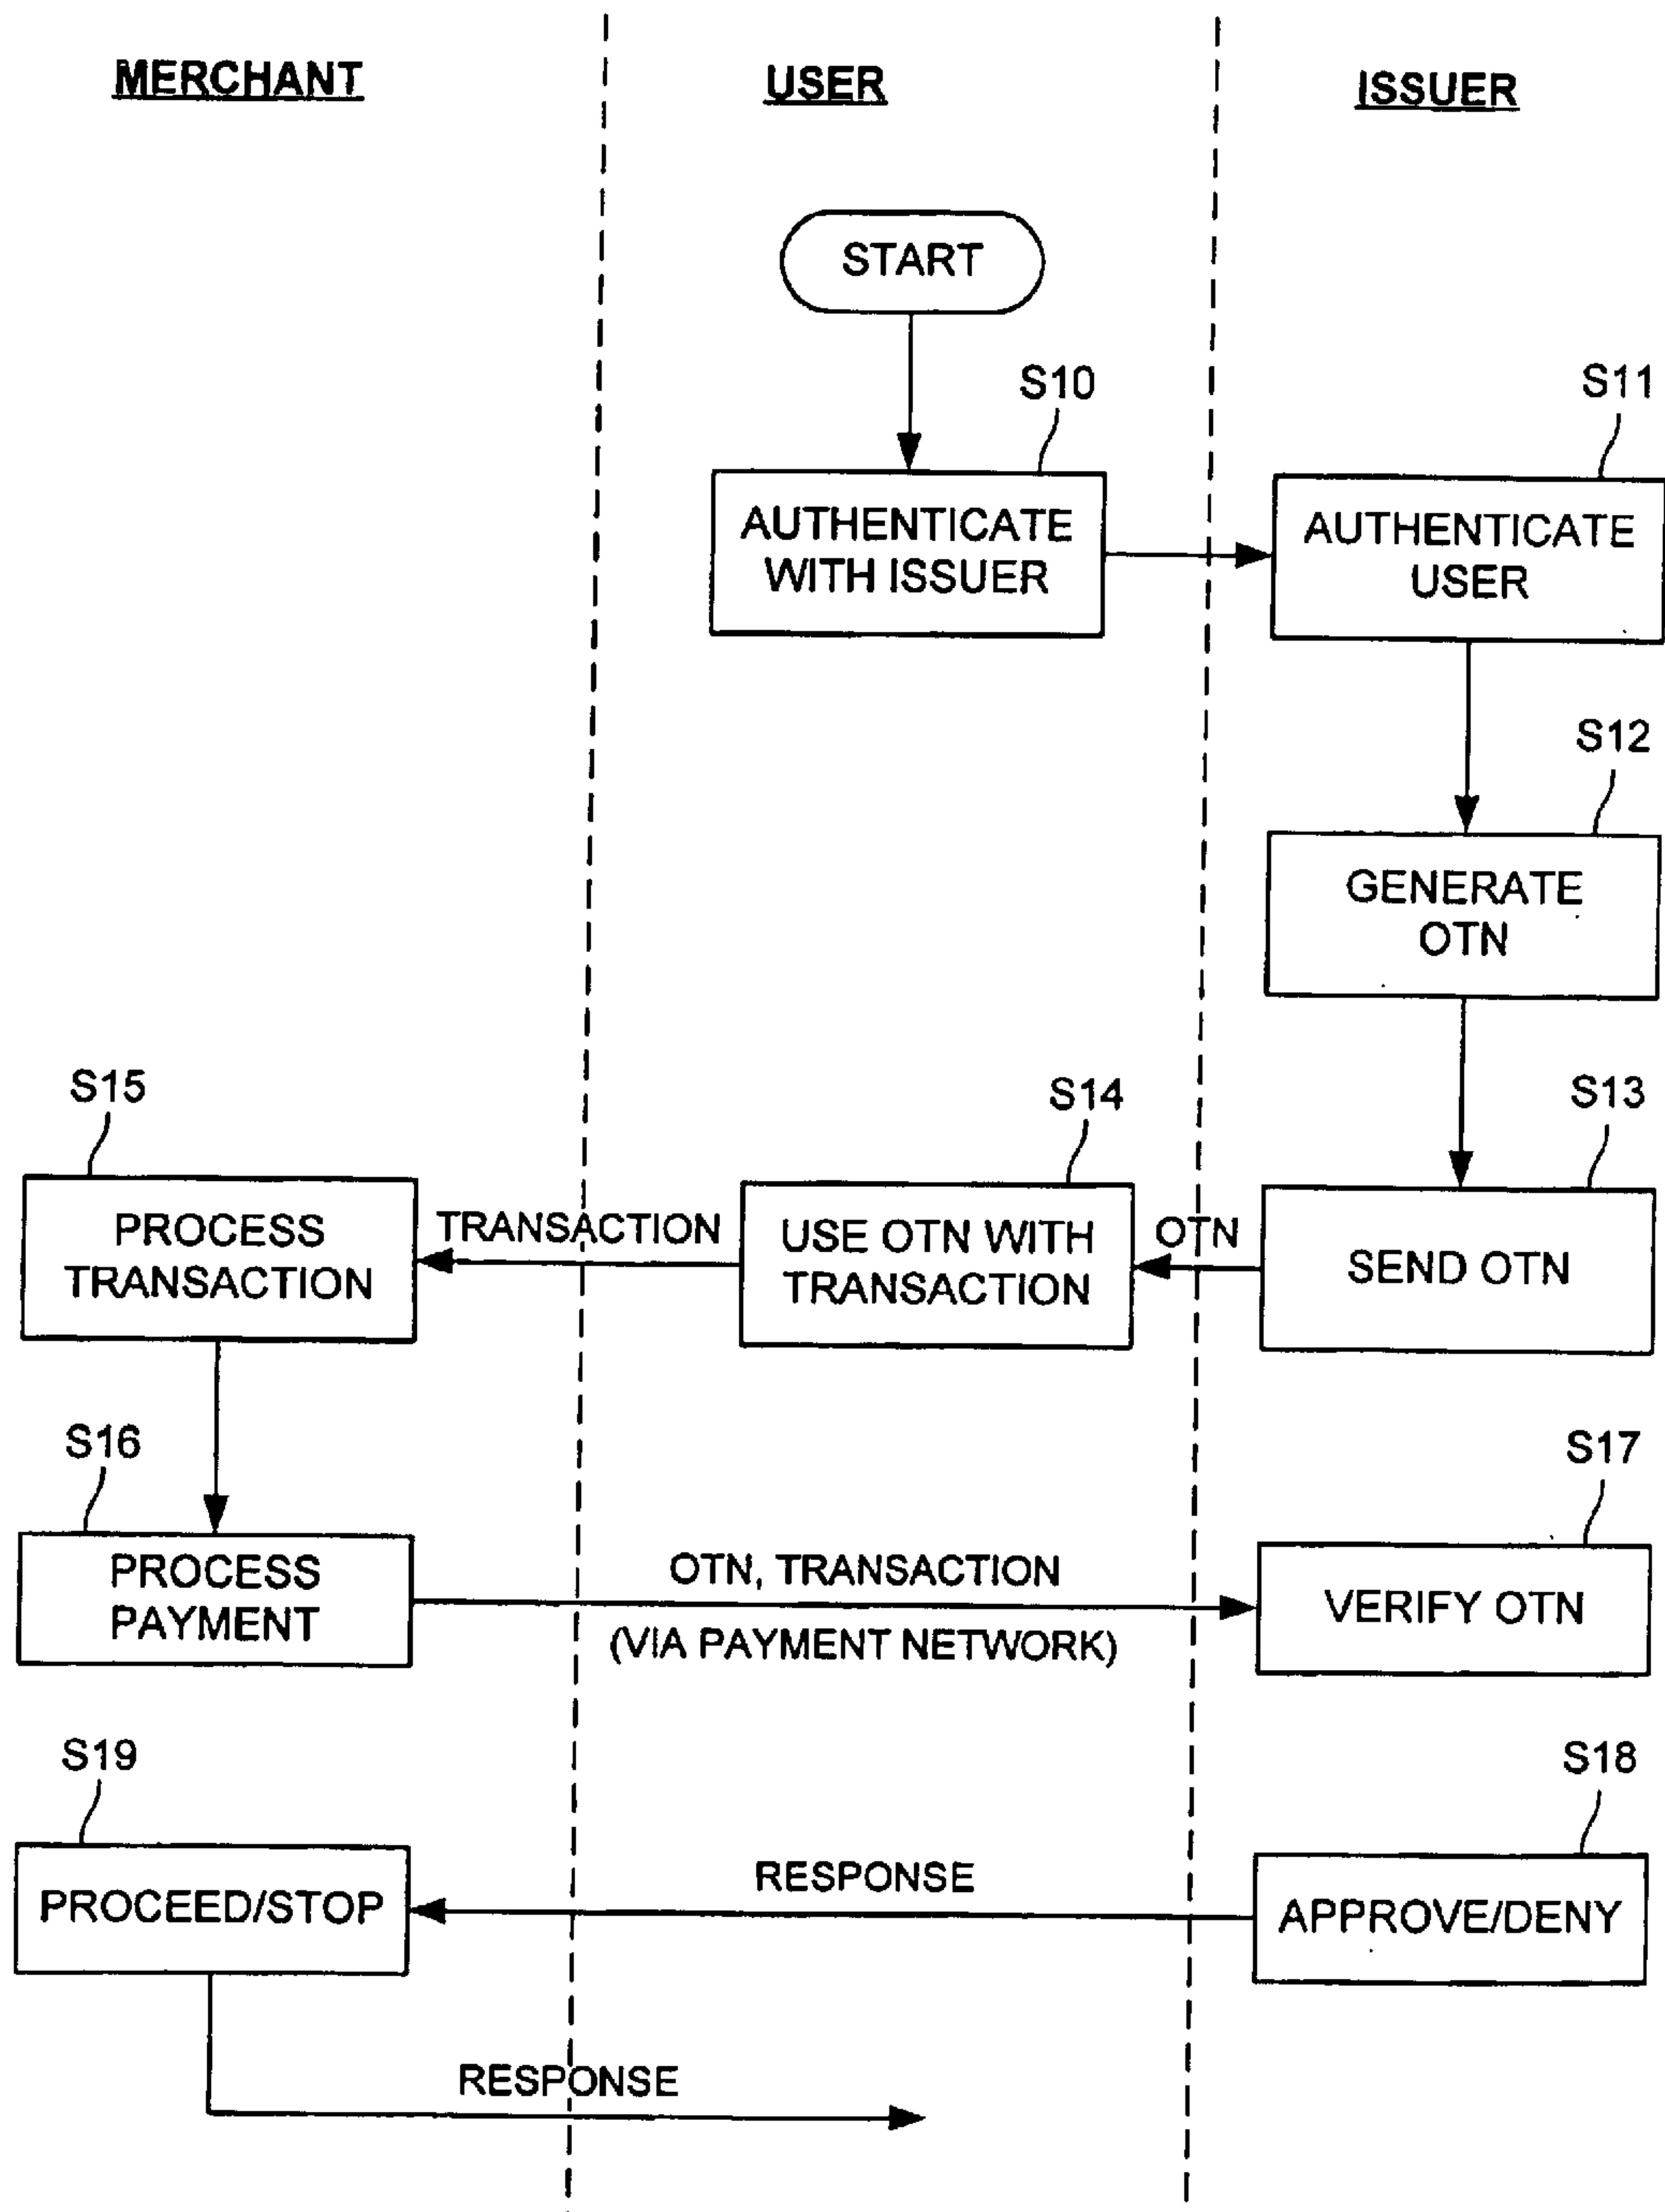 MERCHANT
USER
ISSUER
START
S10
S11
AUTHENTICATE
WITH ISSUER
AUTHENTICATE
USER
S12
GENERATE
OTN
S15
S14
S13
PROCESS
TRANSACTION
TRANSACTION
USE OTN WITH
TRANSACTION
OTN
SEND OTN
S16
S17
PROCESS
PAYMENT
OTN, TRANSACTION
(VIA PAYMENT NETWORK)
VERIFY OTN
S19
S18
PROCEED/STOP
RESPONSE
APPROVE/DENY
RESPONSE